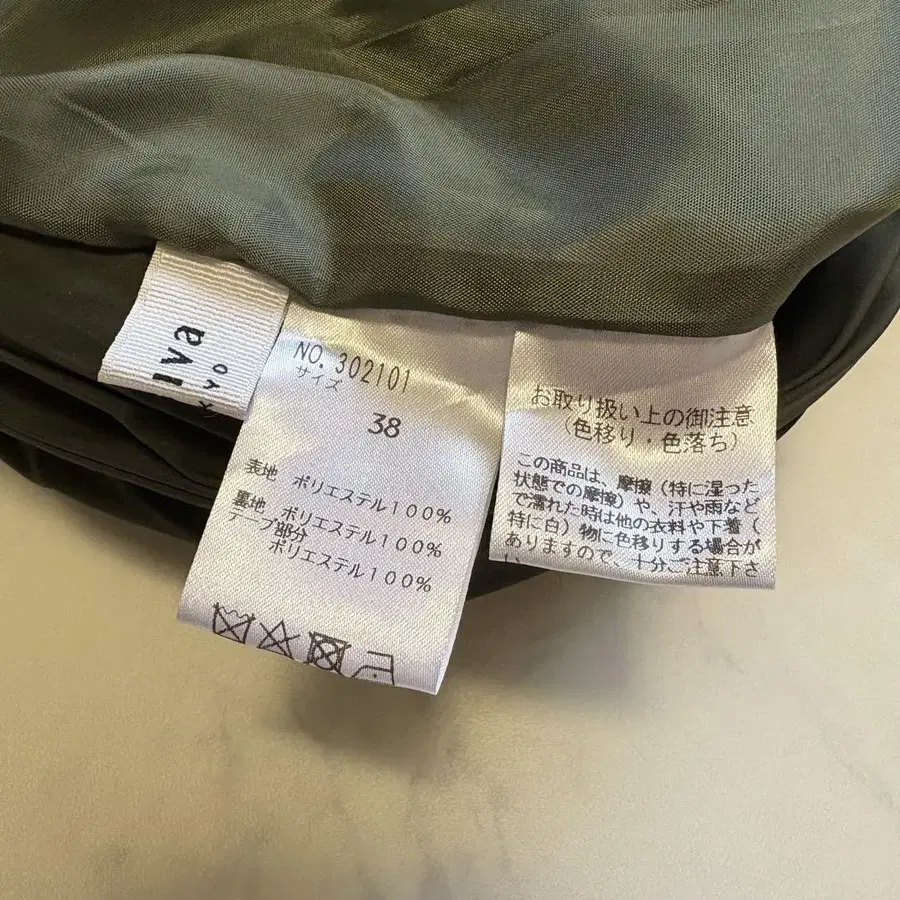 iva
KYO
NO. 302101
サイズ
38
表地 ポリエステル100%
裏地 ポリエステル100%
テープ部分
ポリエステル100%
お取り扱い上の御注意
(色移り・色落ち)
この商品は、摩擦(特に湿った
状態での摩擦)や、汗や雨など
で濡れた時は他の衣料や下着(
特に白)物に色移りする場合が
ありますので、十分ご注意下さ
い